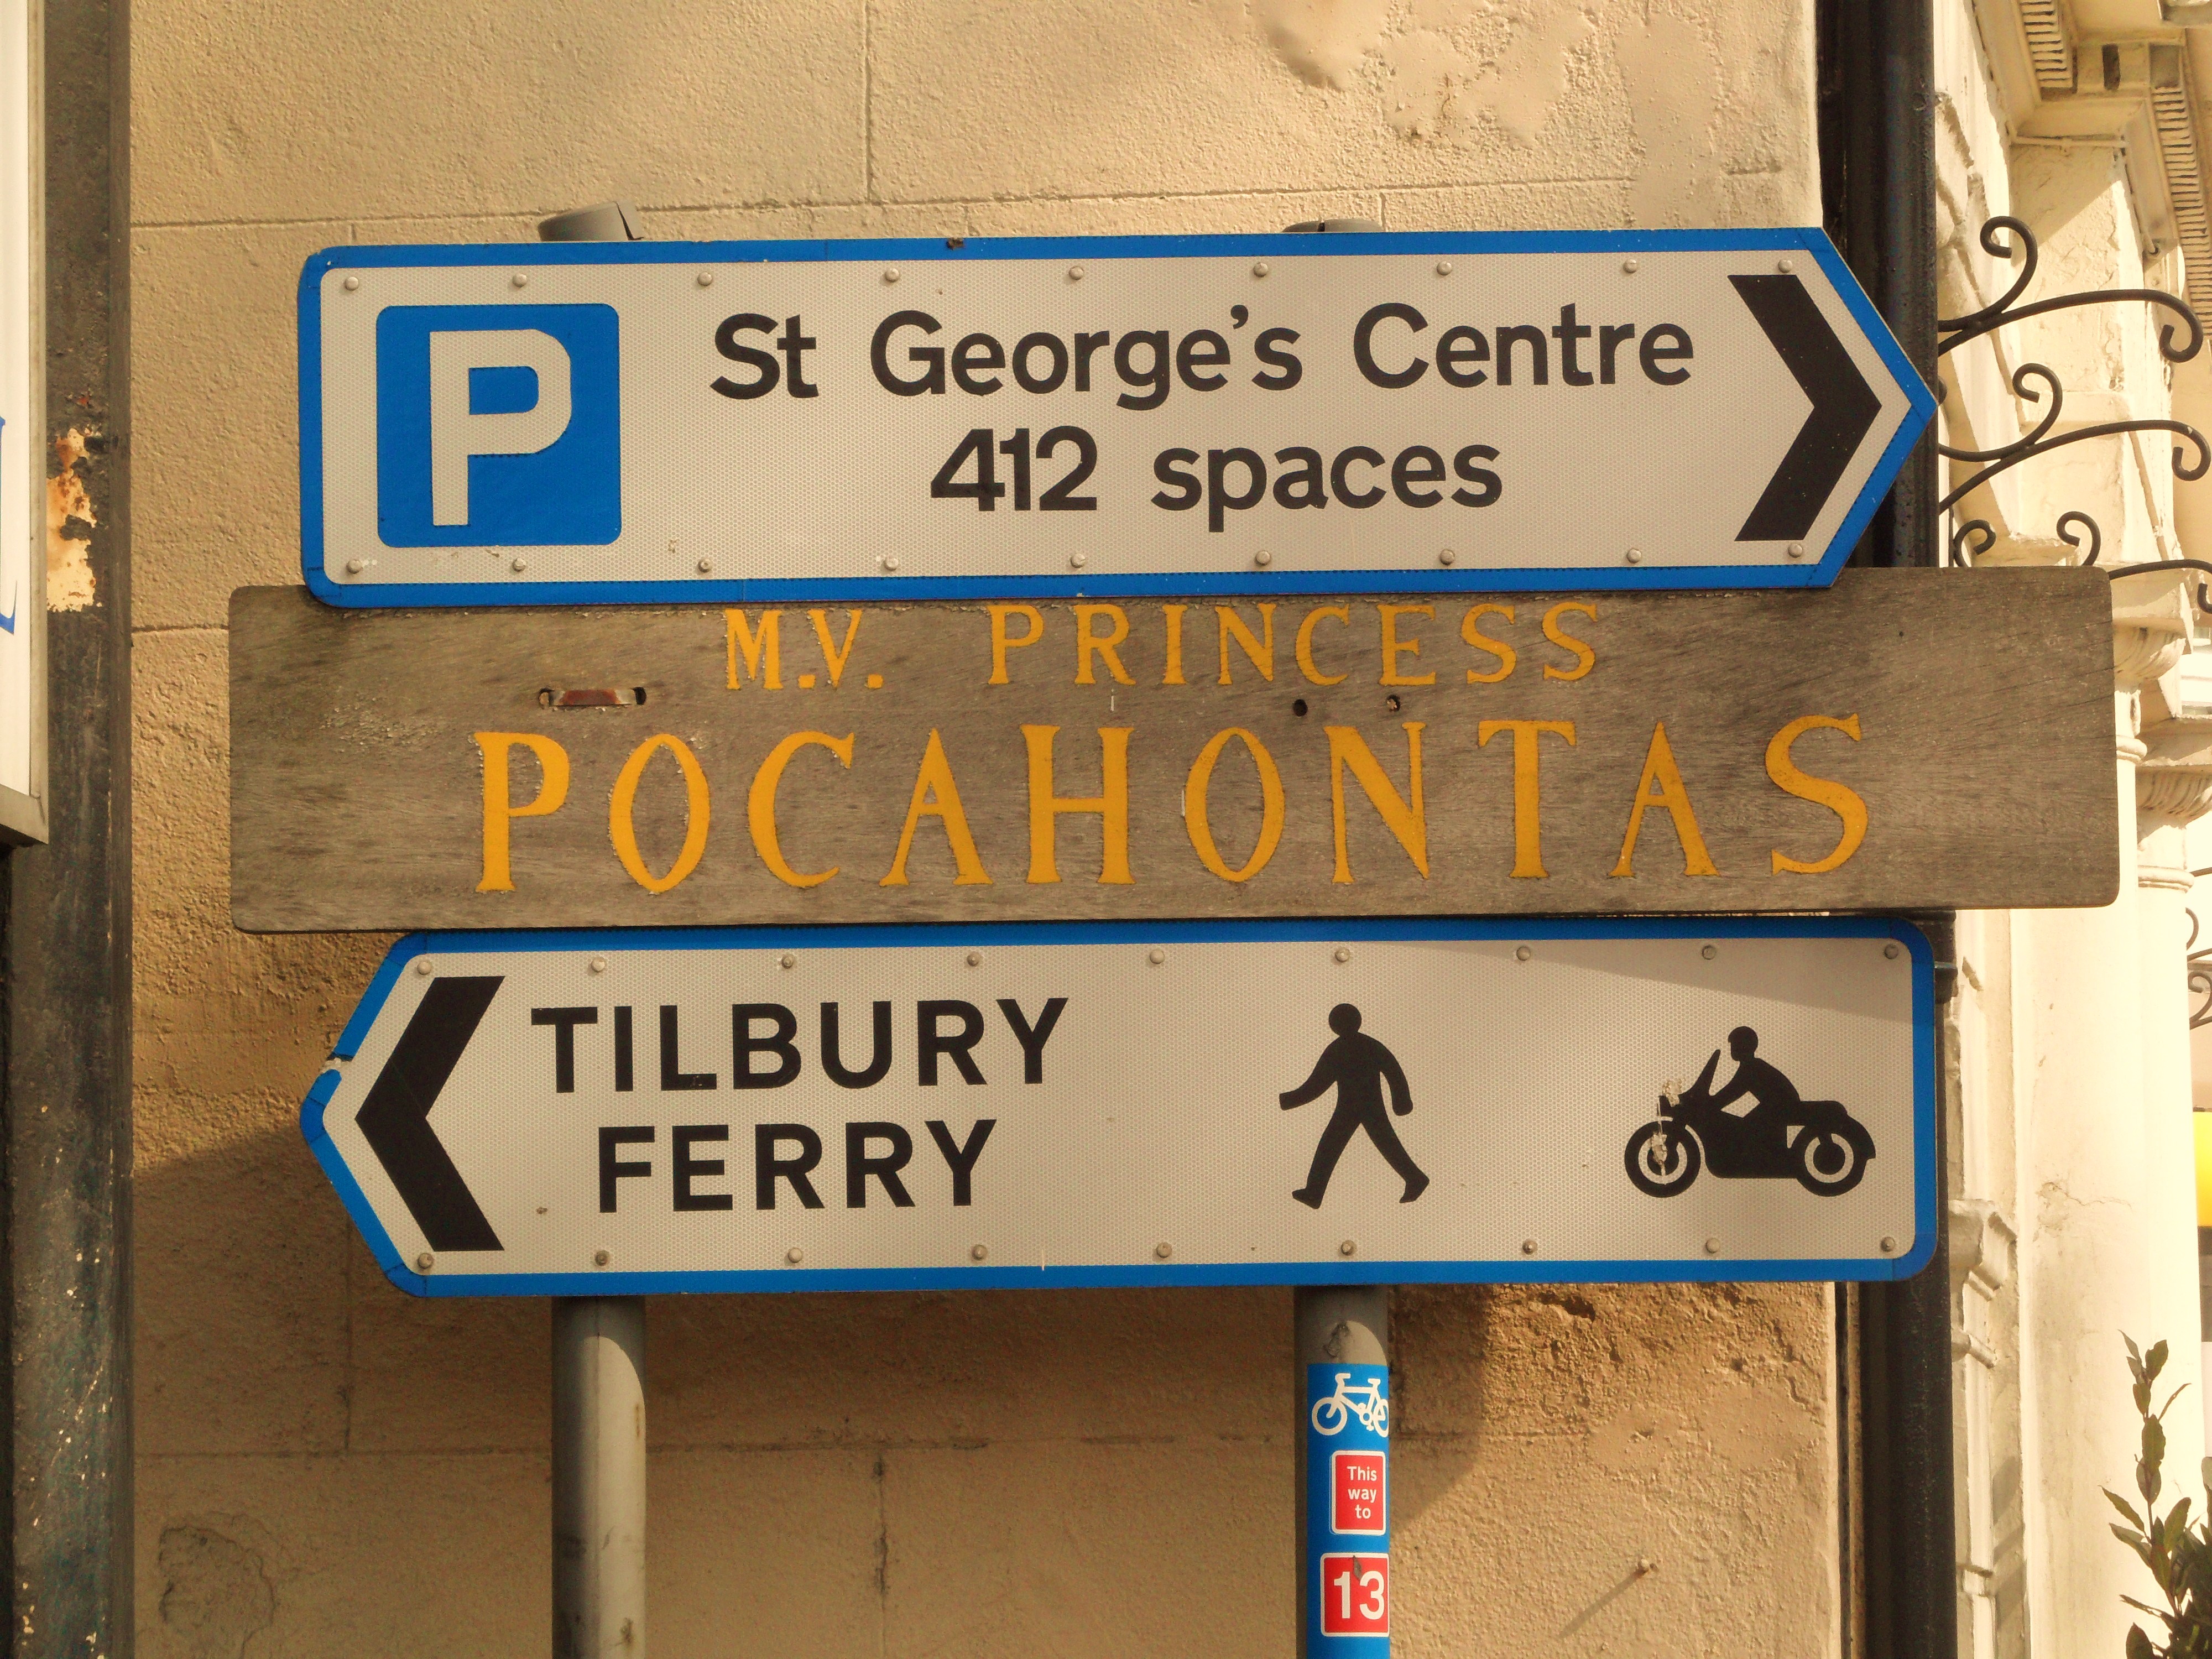 P
St George's Centre
412 spaces
M.V. PRINCESS
POCAHONTAS
TILBURY
FERRY
This
way
to
13